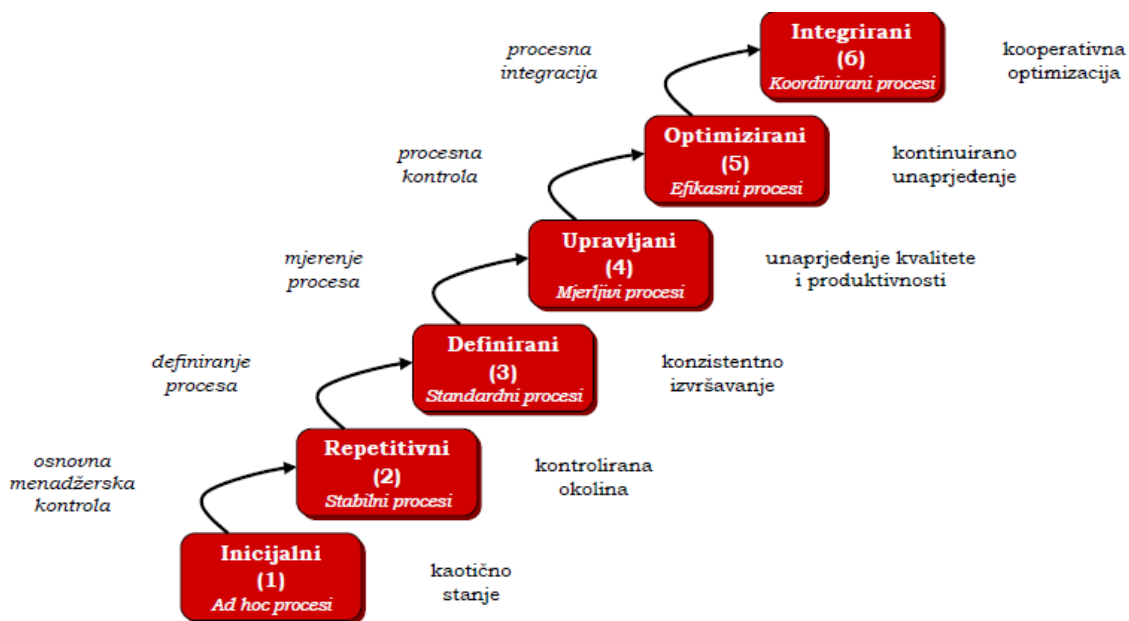 Integrirani
(6)
Koordinirani procesi
procesna
integracija
kooperativna
optimizacija
Optimizirani
(5)
Efikasni procesi
procesna
kontrola
kontinuirano
unaprjeđenje
Upravljani
(4)
Mjerljivi procesi
mjerenje
procesa
unaprjeđenje kvalitete
i produktivnosti
Definirani
(3)
Standardni procesi
definiranje
procesa
konzistentno
izvršavanje
Repetitivni
(2)
Stabilni procesi
osnovna
menadžerska
kontrola
kontrolirana
okolina
Inicijalni
(1)
Ad hoc procesi
kaotično
stanje